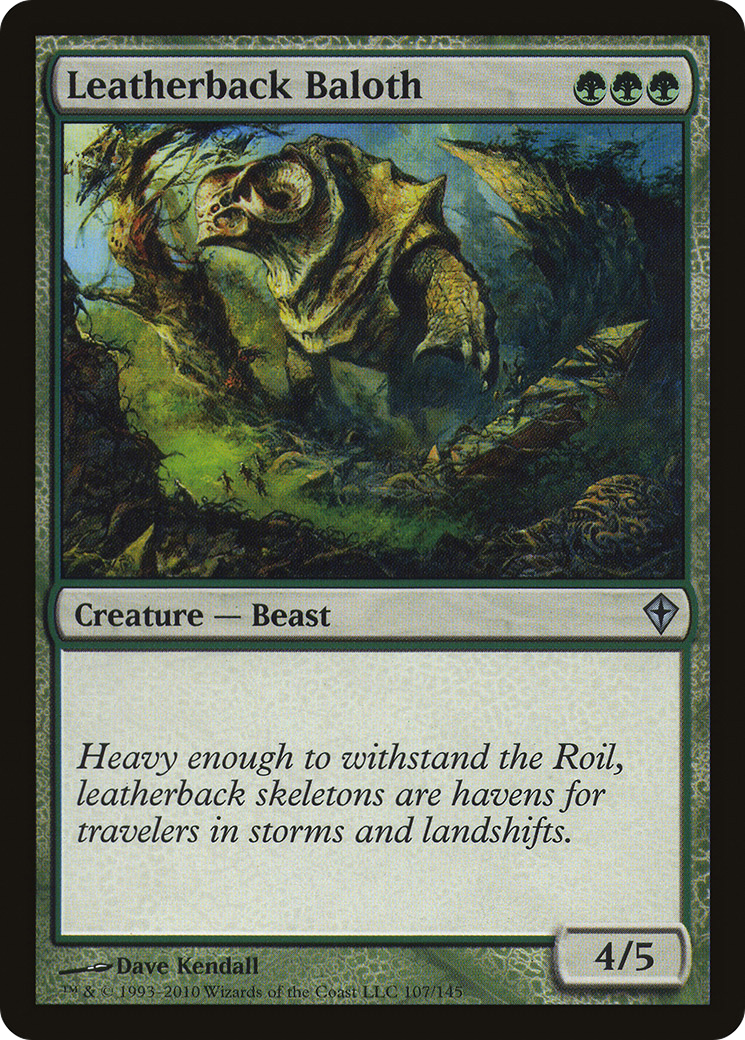 Leatherback Baloth
Creature — Beast
Heavy enough to withstand the Roil,
leatherback skeletons are havens for
travelers in storms and landshifts.
4/5
Dave Kendall
™ & © 1993–2010 Wizards of the Coast LLC 107/145